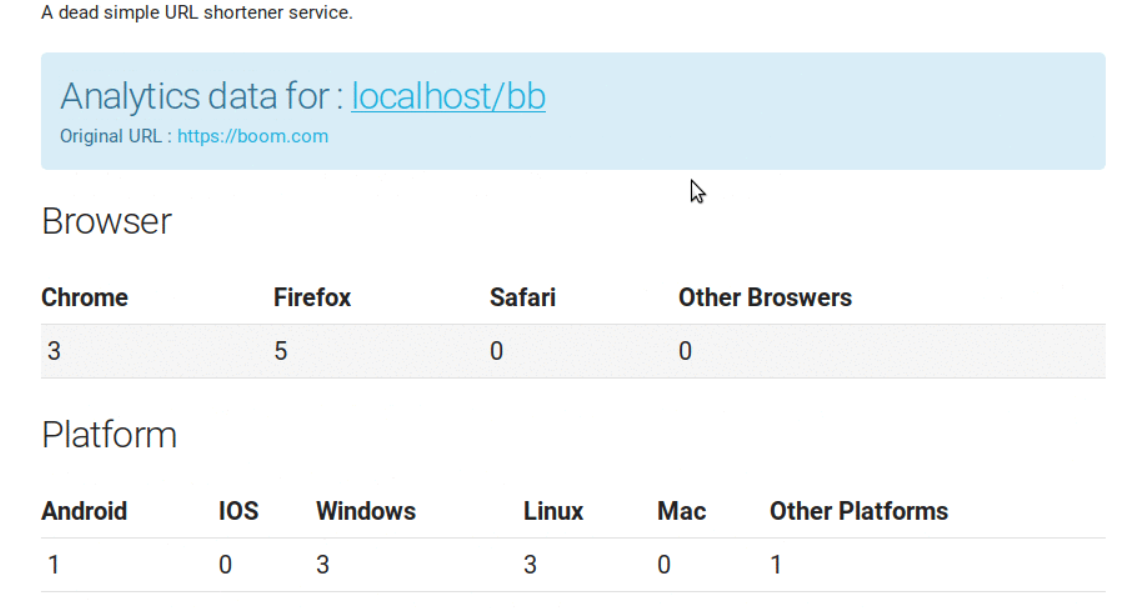 A dead simple URL shortener service.
Analytics data for : localhost/bb
Original URL : https://boom.com
Browser
Chrome Firefox Safari Other Broswers
3 5 0 0
Platform
Android IOS Windows Linux Mac Other Platforms
1 0 3 3 0 1